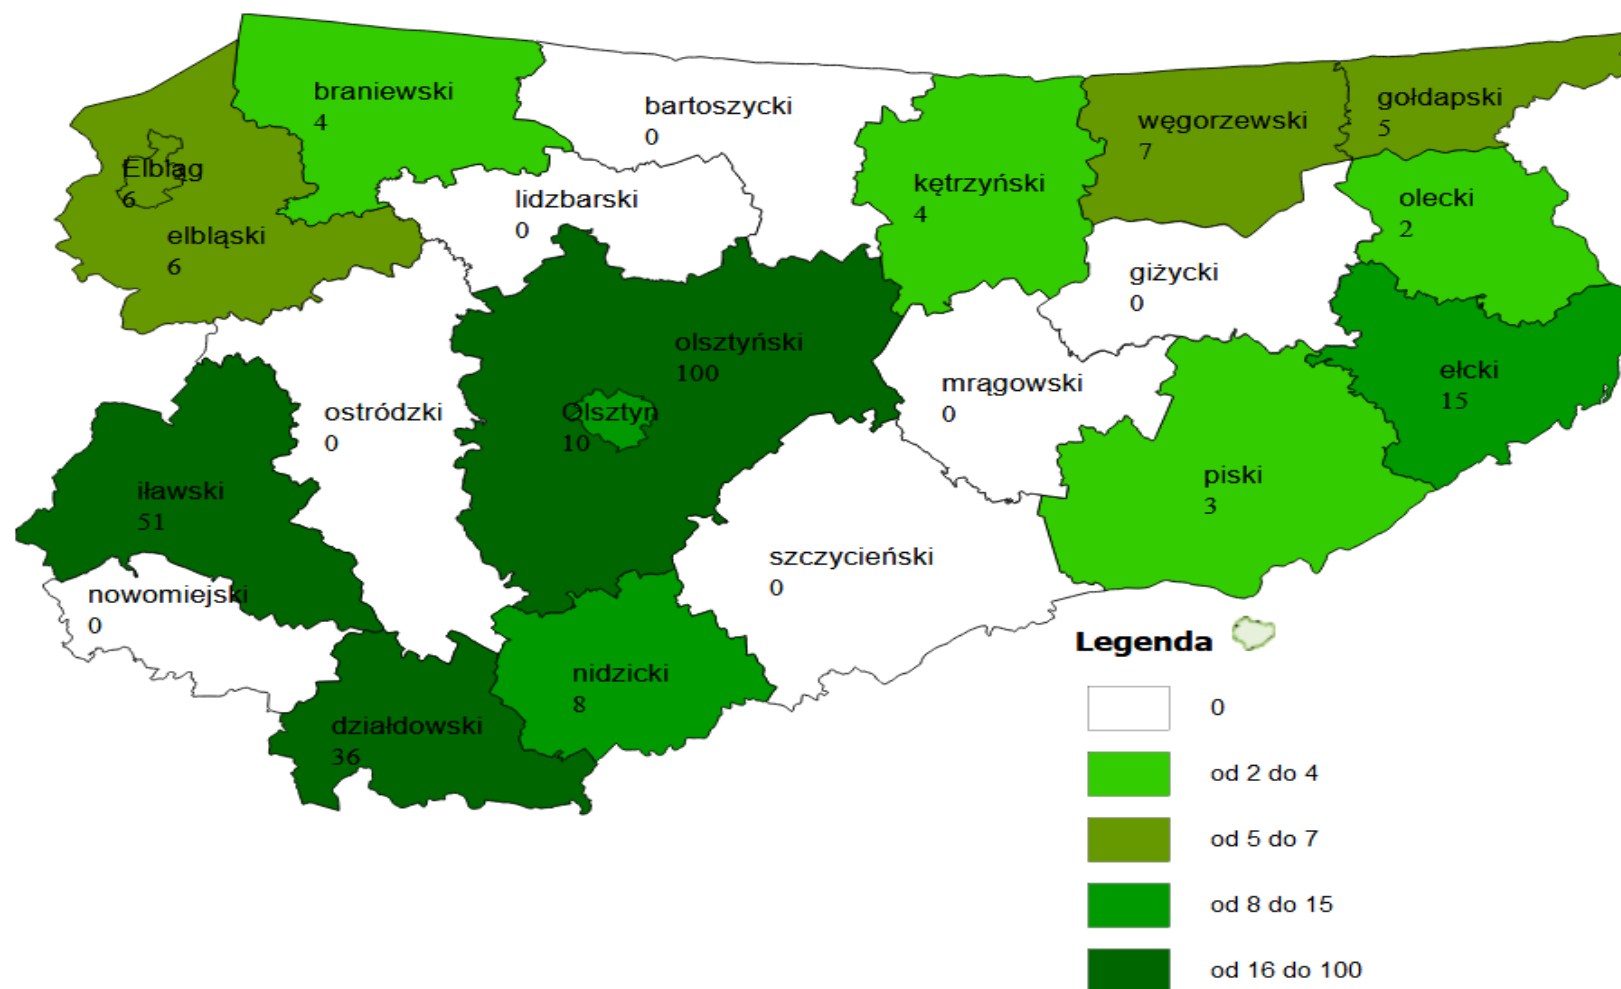 braniewski
4
bartoszycki
0
gołdapski
5
węgorzewski
7
Elbląg
6
lidzbarski
0
kętrzyński
4
olecki
2
elbląski
6
giżycki
0
olsztyński
100
mrągowski
0
ełcki
15
ostródzki
0
Olsztyn
10
iławski
51
piski
3
szczycieński
0
nowomiejski
0
nidzicki
8
działdowski
36
Legenda
0
od 2 do 4
od 5 do 7
od 8 do 15
od 16 do 100